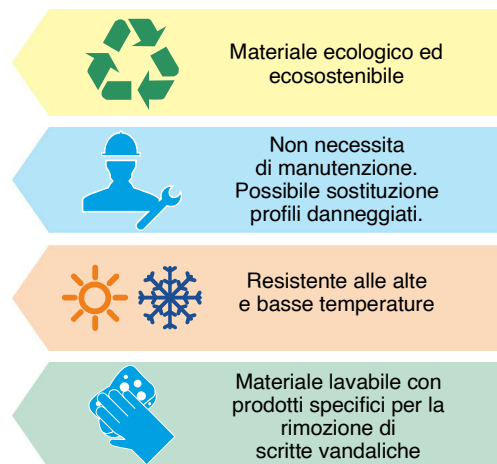 Materiale ecologico ed
ecosostenibile
Non necessita
di manutenzione.
Possibile sostituzione
profili danneggiati.
Resistente alle alte
e basse temperature
Materiale lavabile con
prodotti specifici per la
rimozione di
scritte vandaliche